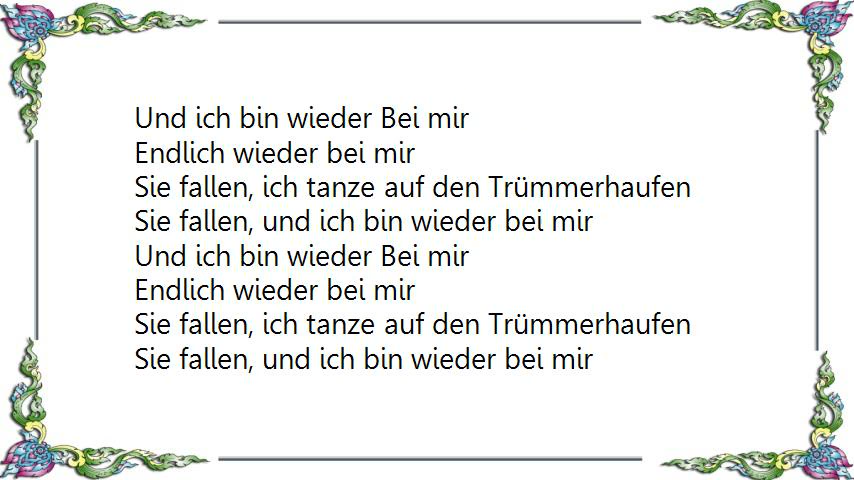 Und ich bin wieder Bei mir
Endlich wieder bei mir
Sie fallen, ich tanze auf den Trümmerhaufen
Sie fallen, und ich bin wieder bei mir
Und ich bin wieder Bei mir
Endlich wieder bei mir
Sie fallen, ich tanze auf den Trümmerhaufen
Sie fallen, und ich bin wieder bei mir